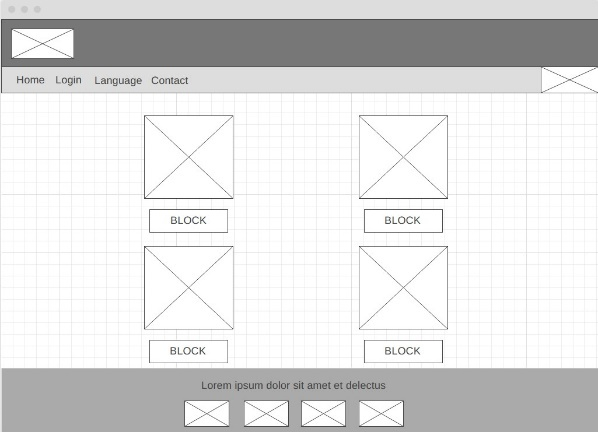 Home Login Language Contact
BLOCK BLOCK
BLOCK BLOCK
Lorem ipsum dolor sit amet et delectus